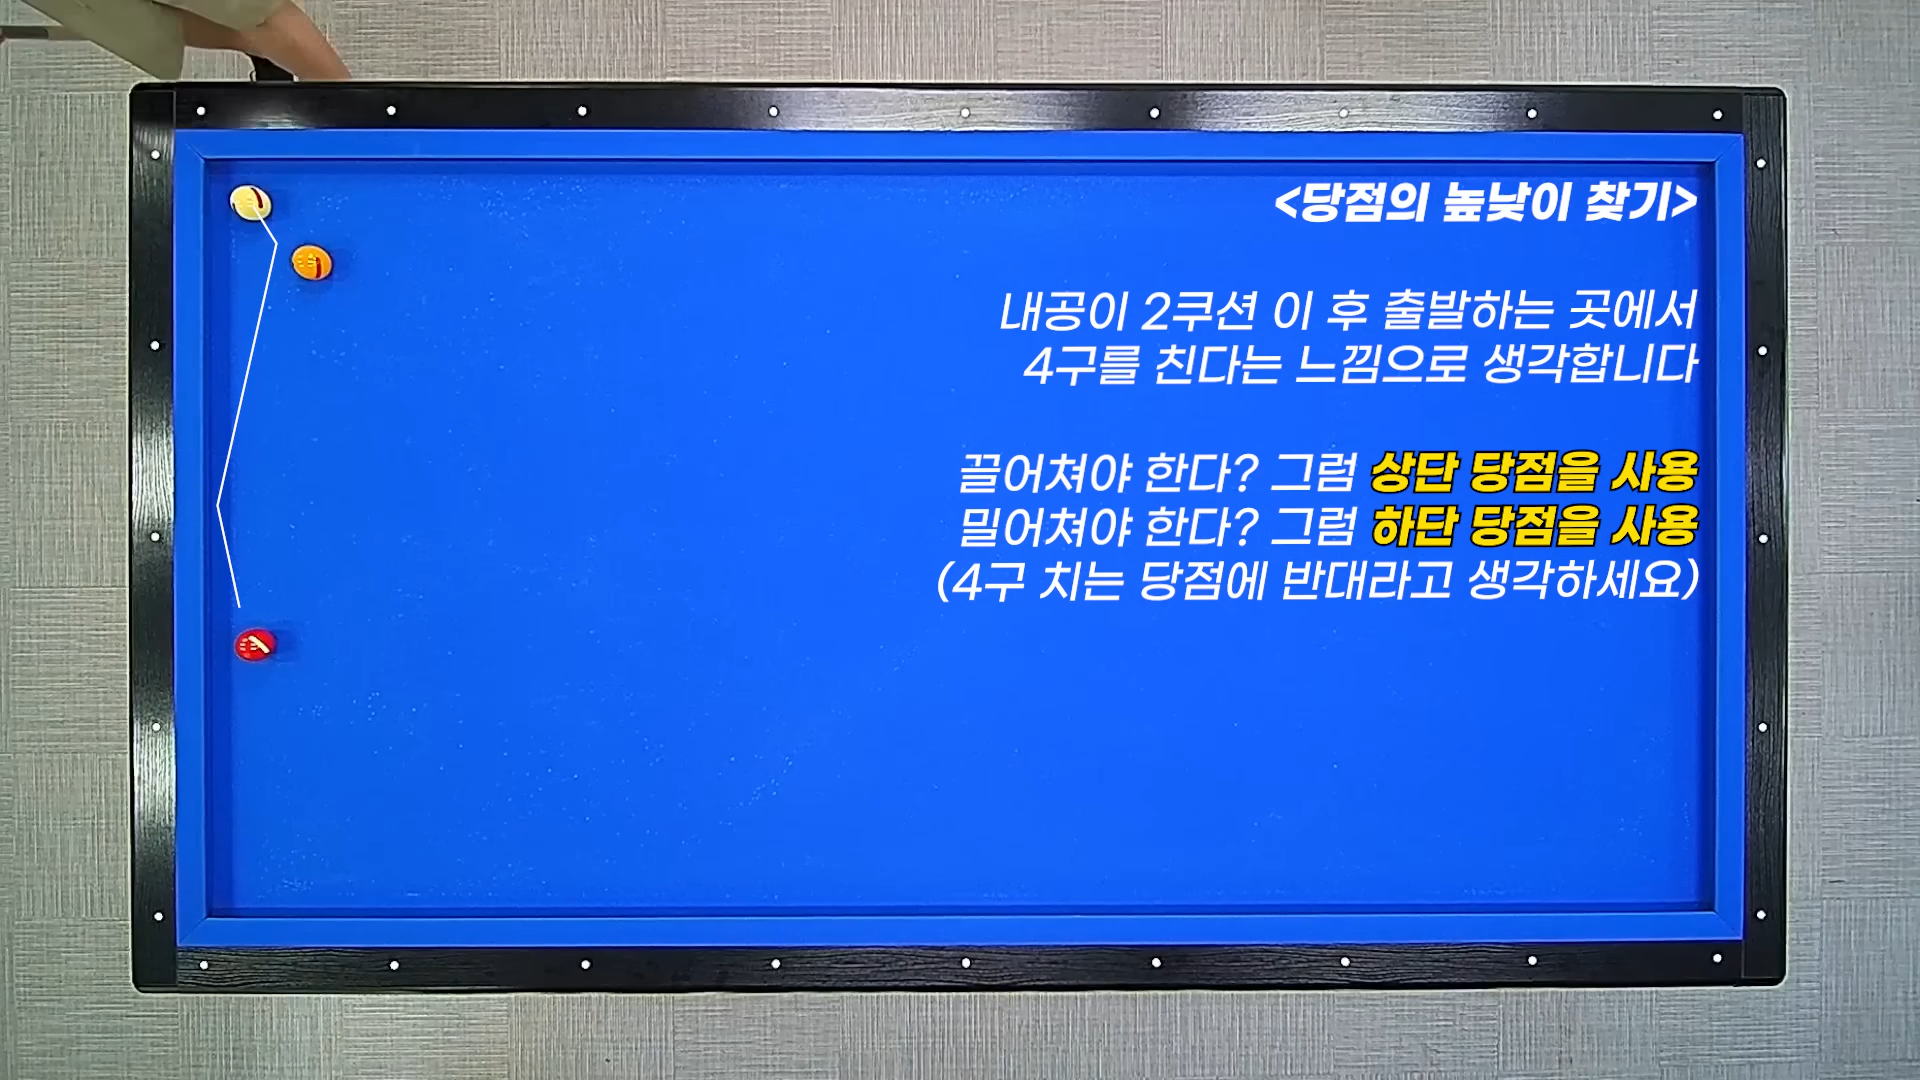 <당점의 높낮이 찾기>
내공이 2쿠션 이 후 출발하는 곳에서
4구를 친다는 느낌으로 생각합니다
끌어쳐야 한다? 그럼 상단 당점을 사용
밀어쳐야 한다? 그럼 하단 당점을 사용
(4구 치는 당점에 반대라고 생각하세요)